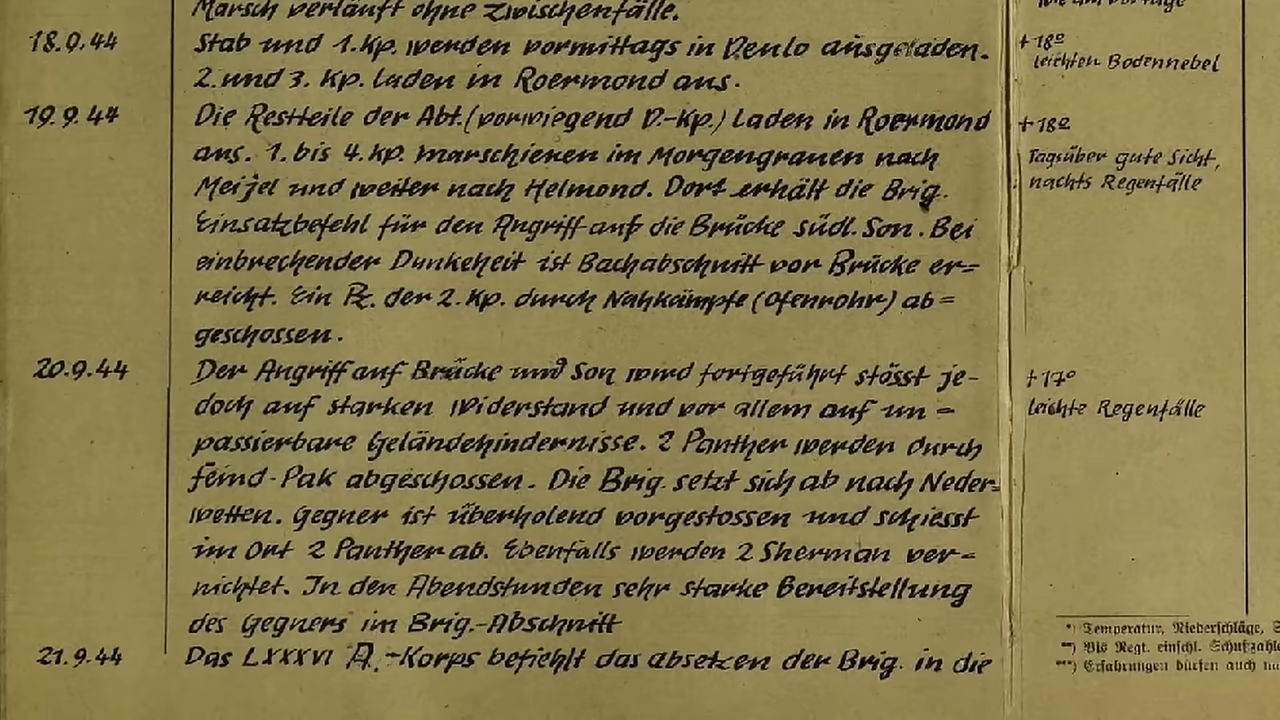 Marsch verläuft ohne Zwischenfälle.
18.9.44 Stab und 1.Kp. werden vormittags in Venlo ausgeladen. +18º
2. und 3. Kp. laden in Roermond aus. leichten Bodennebel
19.9.44 Die Restteile der Abt. (vorwiegend V.-Kp.) laden in Roermond +18º
aus. 1. bis 4. Kp. marschieren im Morgengrauen nach Tagsüber gute Sicht,
Meijel und weiter nach Helmond. Dort erhält die Brig. nachts Regenfälle
Einsatzbefehl für den Angriff auf die Brücke südl. Son. Bei
einbrechender Dunkeheit ist Bachabschnitt vor Brücke er=
reicht. Ein Pz. der 2. Kp. durch Nahkämpfe (Ofenrohr) ab=
geschossen.
20.9.44 Der Angriff auf Brücke und Son wird fortgeführt stösst je- +17º
doch auf starken Widerstand und vor allem auf un= leichte Regenfälle
passierbare Geländehindernisse. 2 Panther werden durch
feind-Pak abgeschossen. Die Brig. setzt sich ab nach Neder=
wetten. Gegner ist überholend vorgestossen und schiesst
im Ort 2 Panther ab. Ebenfalls werden 2 Sherman ver=
nichtet. In den Abendstunden sehr starke Bereitstellung
des Gegners im Brig.-Abschnitt
*) Temperatur, Niederschläge,
**) Bis Regt. einschl.
21.9.44 Das LXXXVI A.-Korps befiehlt das absetzen der Brig. in die
***) Erfahrungen dürfen auch